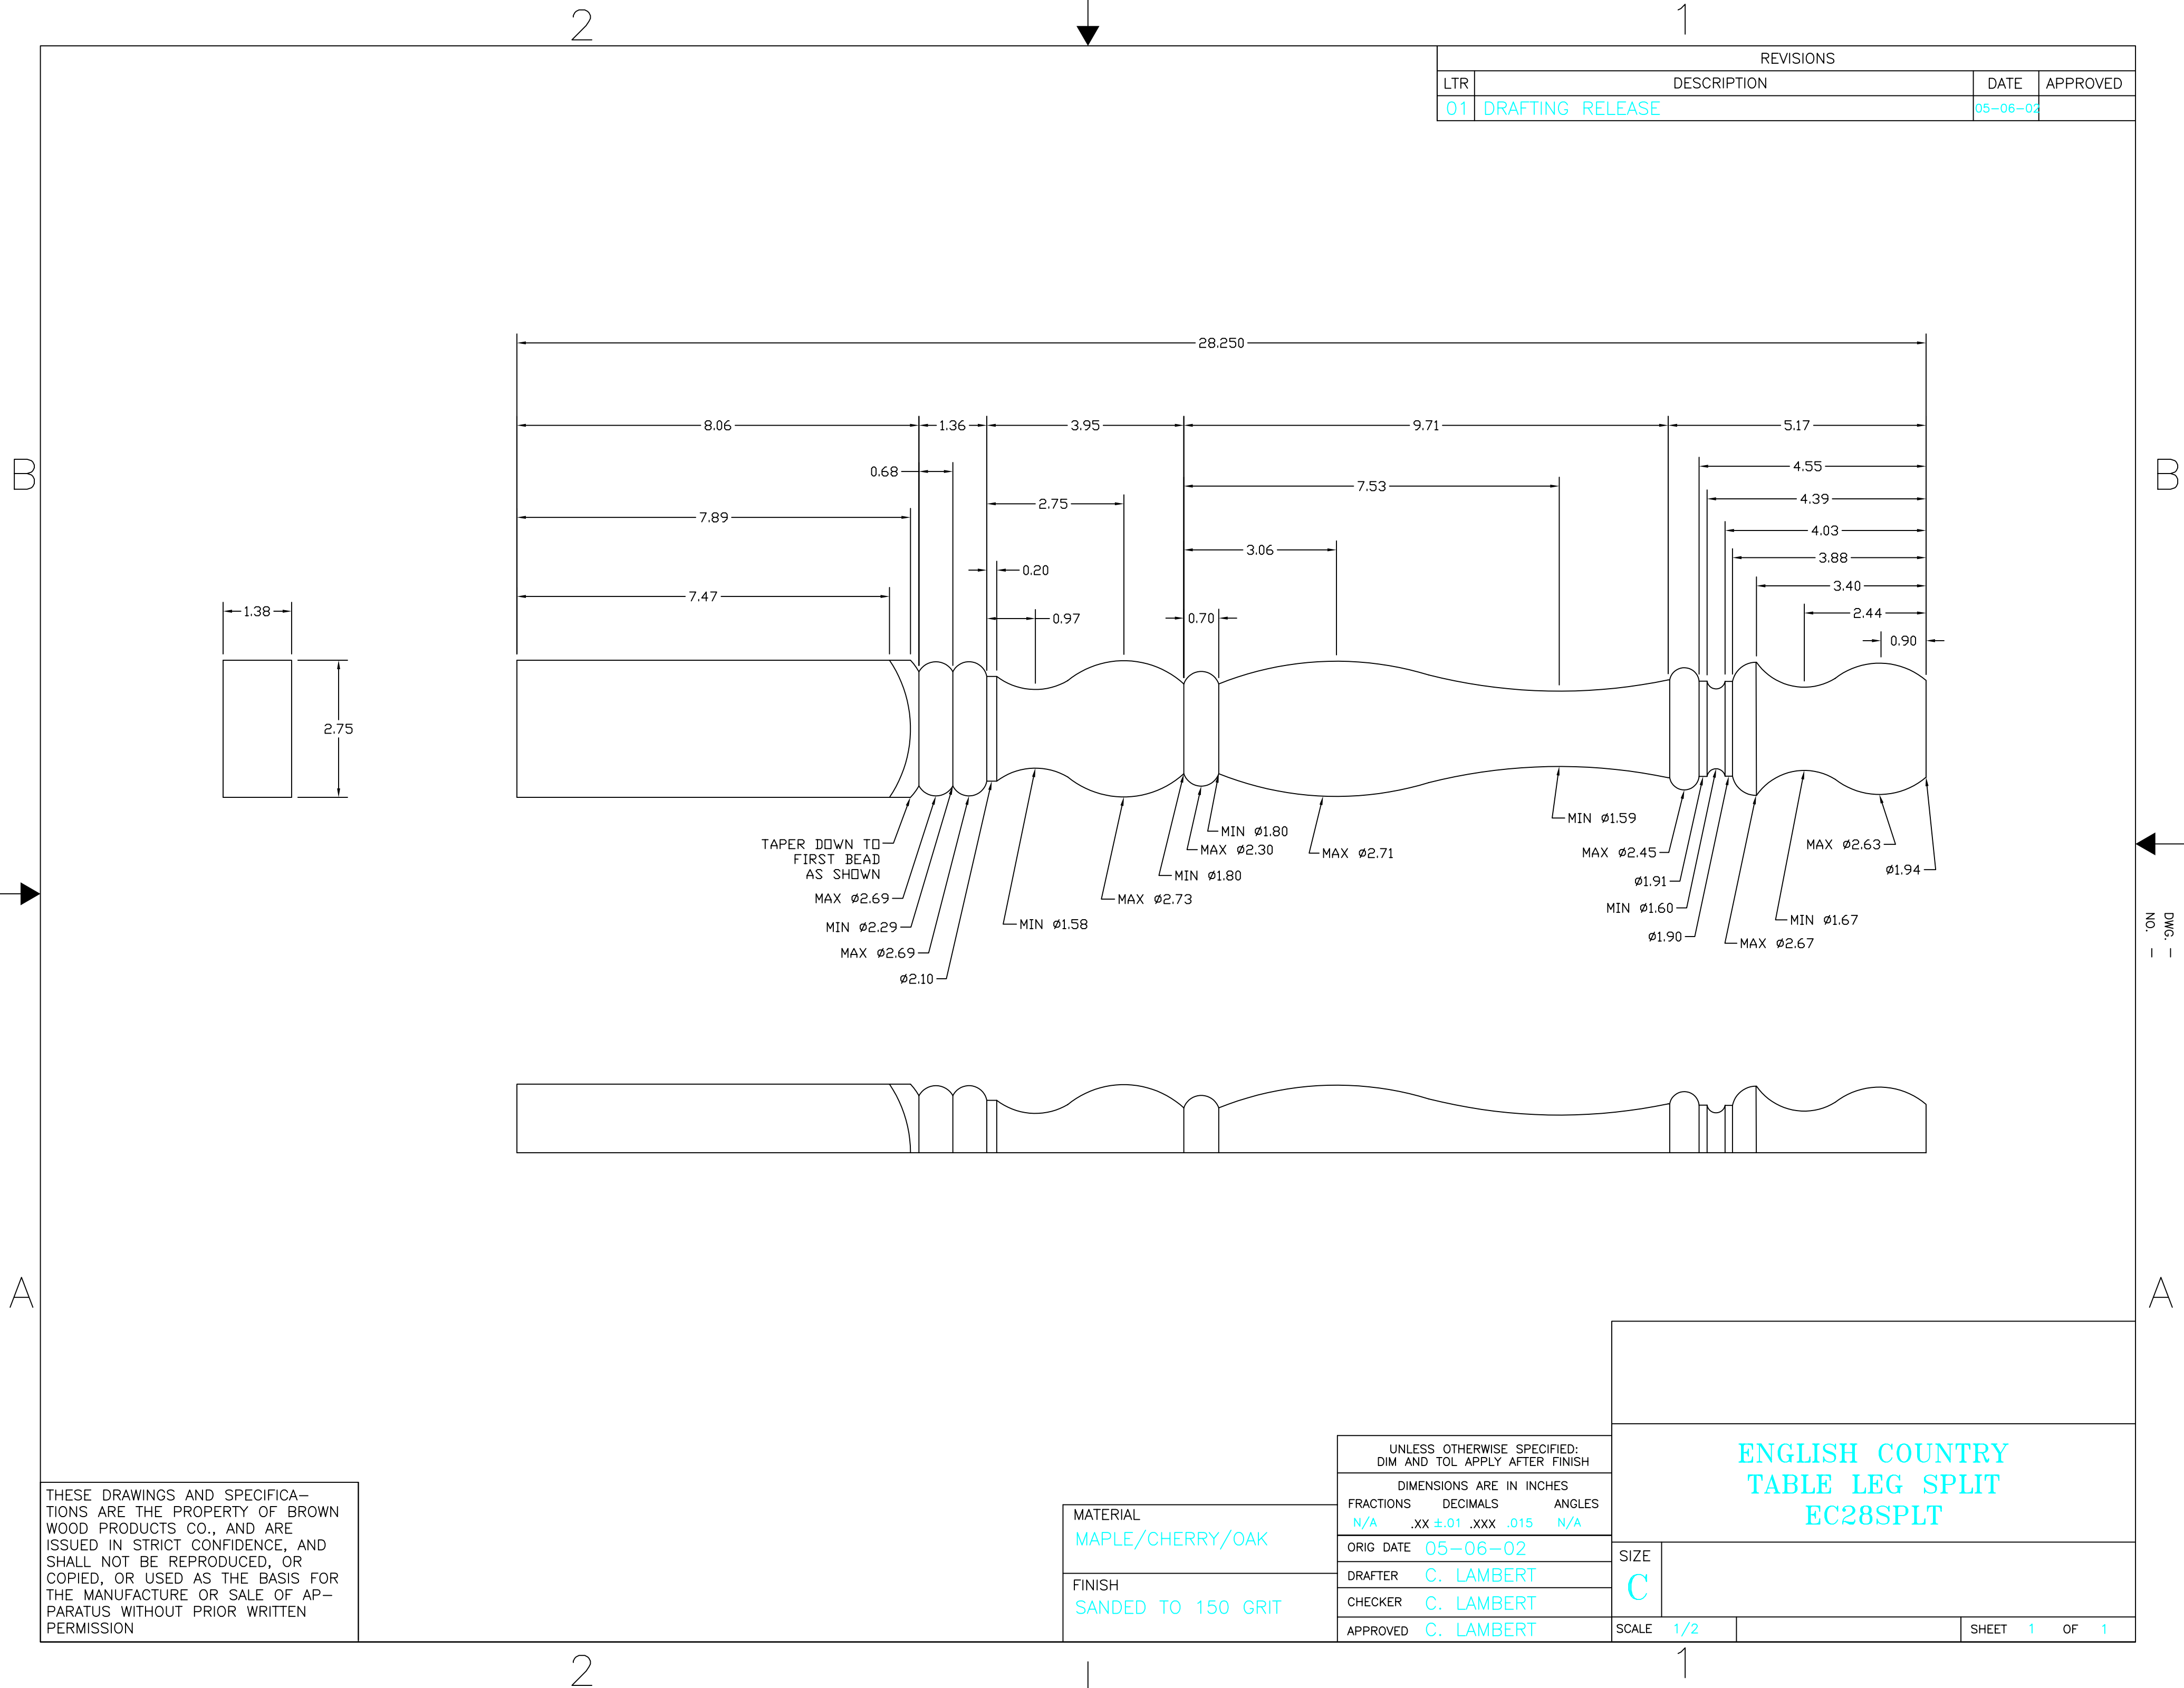 2
1
REVISIONS
LTR DESCRIPTION DATE APPROVED
01 DRAFTING RELEASE 05-06-02
28.250
8.06 1.36 3.95 9.71 5.17
B
B
0.68
4.55
7.53
4.39
2.75
7.89
4.03
3.06
3.88
0.20
3.40
7.47
1.38
2.44
0.97
0.70
0.90
2.75
MIN ø1.59
MIN ø1.80
TAPER DOWN TO
FIRST BEAD
AS SHOWN
MAX ø2.30
MAX ø2.71
MAX ø2.45
MAX ø2.63
ø1.94
MIN ø1.80
ø1.91
MAX ø2.69
MAX ø2.73
MIN ø1.60
MIN ø1.67
MIN ø2.29
MIN ø1.58
ø1.90
MAX ø2.67
MAX ø2.69
ø2.10
DWG. -
NO. -
A
A
THESE DRAWINGS AND SPECIFICA-
TIONS ARE THE PROPERTY OF BROWN
WOOD PRODUCTS CO., AND ARE
ISSUED IN STRICT CONFIDENCE, AND
SHALL NOT BE REPRODUCED, OR
COPIED, OR USED AS THE BASIS FOR
THE MANUFACTURE OR SALE OF AP-
PARATUS WITHOUT PRIOR WRITTEN
PERMISSION
MATERIAL
MAPLE/CHERRY/OAK
FINISH
SANDED TO 150 GRIT
UNLESS OTHERWISE SPECIFIED:
DIM AND TOL APPLY AFTER FINISH
DIMENSIONS ARE IN INCHES
FRACTIONS DECIMALS ANGLES
N/A .XX ±.01 .XXX .015 N/A
ORIG DATE 05-06-02
DRAFTER C. LAMBERT
CHECKER C. LAMBERT
APPROVED C. LAMBERT
ENGLISH COUNTRY
TABLE LEG SPLIT
EC28SPLT
SIZE
C
SCALE 1/2
SHEET 1 OF 1
2
1